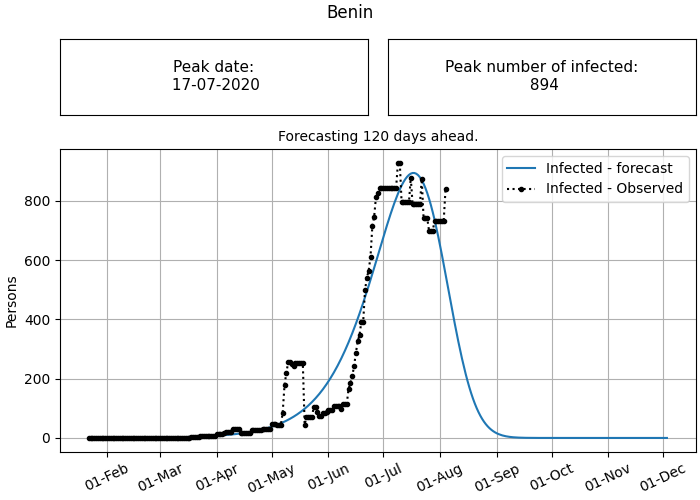 Benin
Peak date:
17-07-2020
Peak number of infected:
894
Forecasting 120 days ahead.
Infected - forecast
Infected - Observed
Persons
800
600
400
200
0
01-Feb
01-Mar
01-Apr
01-May
01-Jun
01-Jul
01-Aug
01-Sep
01-Oct
01-Nov
01-Dec